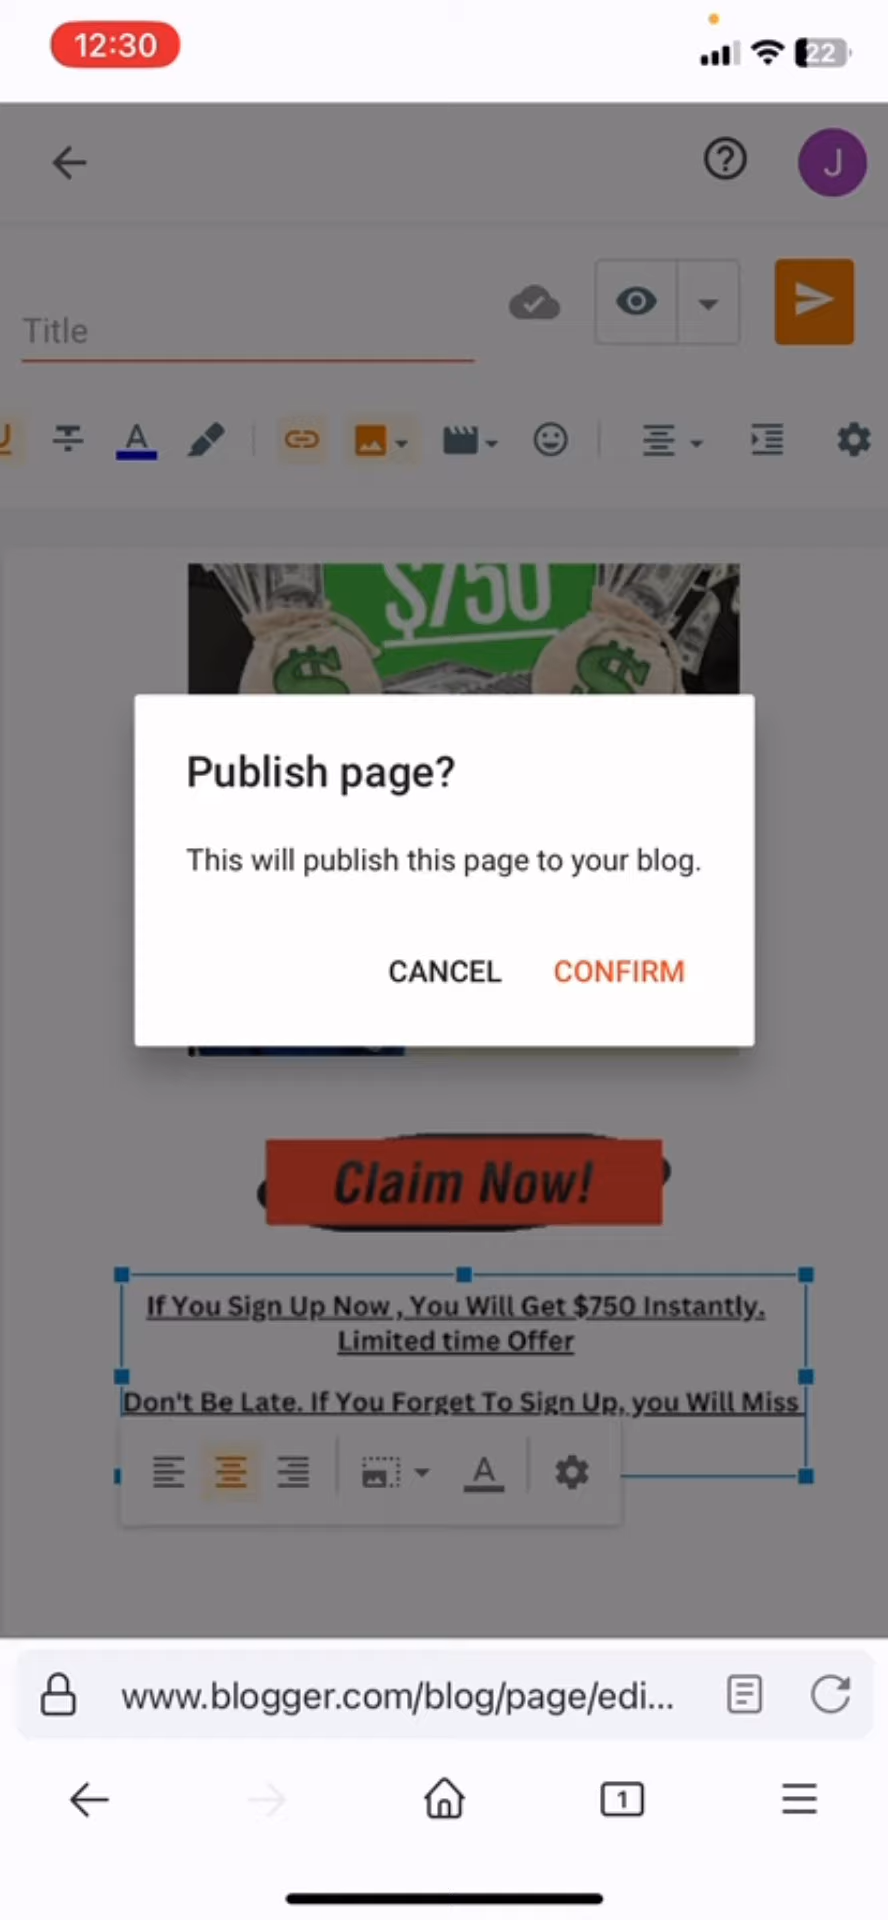 12:30
22
J
Title
U
A
$750
Publish page?
This will publish this page to your blog.
CANCEL CONFIRM
Claim Now!
If You Sign Up Now , You Will Get $750 Instantly.
Limited time Offer
Don't Be Late. If You Forget To Sign Up, you Will Miss
A
www.blogger.com/blog/page/edi...
1